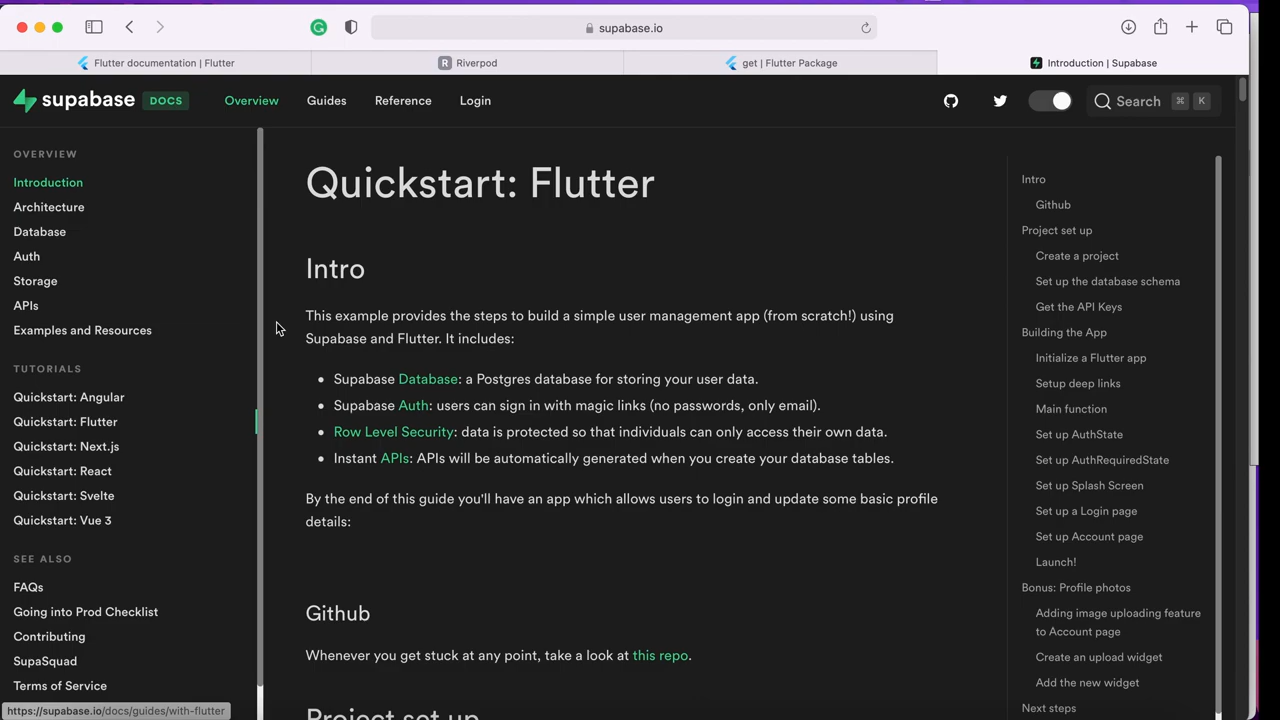 supabase.io
Flutter documentation | Flutter
R Riverpod
get | Flutter Package
Introduction | Supabase
supabase DOCS
Overview
Guides
Reference
Login
Search ⌘ K
OVERVIEW
Introduction
Architecture
Database
Auth
Storage
APIs
Examples and Resources
TUTORIALS
Quickstart: Angular
Quickstart: Flutter
Quickstart: Next.js
Quickstart: React
Quickstart: Svelte
Quickstart: Vue 3
SEE ALSO
FAQs
Going into Prod Checklist
Contributing
SupaSquad
Terms of Service
https://supabase.io/docs/guides/with-flutter
Quickstart: Flutter
Intro
This example provides the steps to build a simple user management app (from scratch!) using
Supabase and Flutter. It includes:
• Supabase Database: a Postgres database for storing your user data.
• Supabase Auth: users can sign in with magic links (no passwords, only email).
• Row Level Security: data is protected so that individuals can only access their own data.
• Instant APIs: APIs will be automatically generated when you create your database tables.
By the end of this guide you'll have an app which allows users to login and update some basic profile
details:
Github
Whenever you get stuck at any point, take a look at this repo.
Project set up
Intro
Github
Project set up
Create a project
Set up the database schema
Get the API Keys
Building the App
Initialize a Flutter app
Setup deep links
Main function
Set up AuthState
Set up AuthRequiredState
Set up Splash Screen
Set up a Login page
Set up Account page
Launch!
Bonus: Profile photos
Adding image uploading feature
to Account page
Create an upload widget
Add the new widget
Next steps